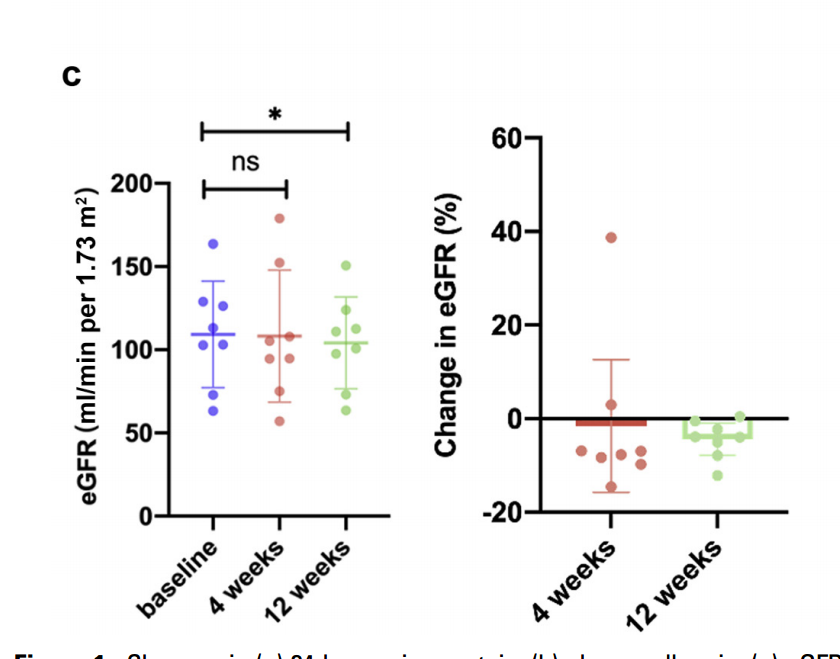 c
*
ns
200
150
100
50
0
eGFR (ml/min per 1.73 m²)
baseline
4 weeks
12 weeks
60
40
20
0
-20
Change in eGFR (%)
4 weeks
12 weeks